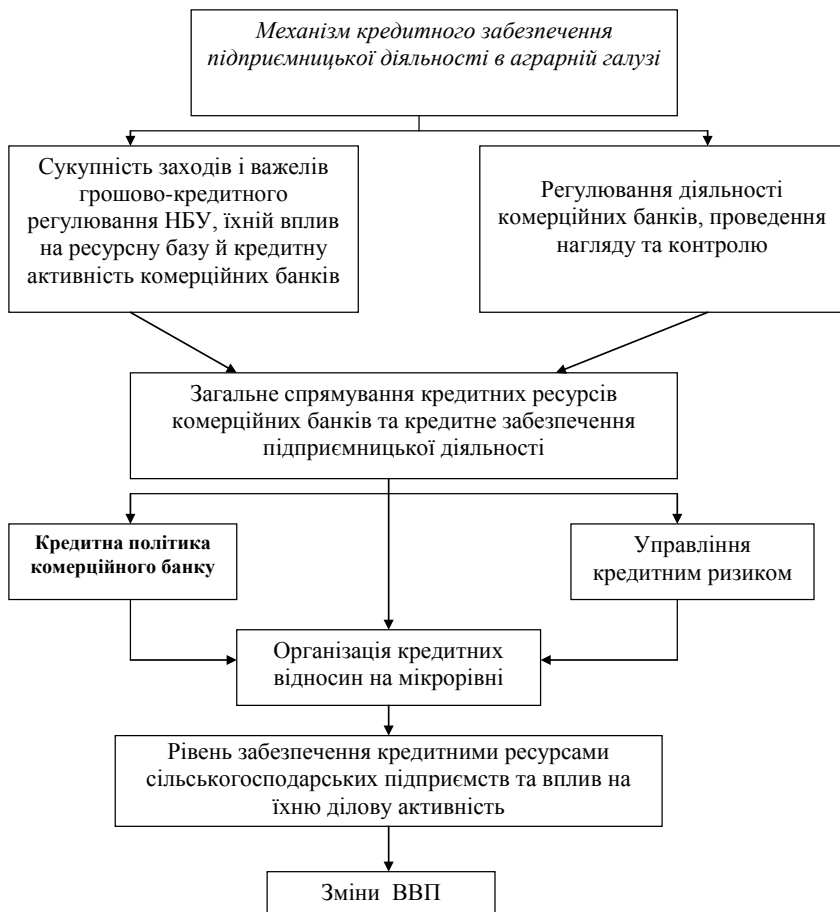 Механізм кредитного забезпечення
підприємницької діяльності в аграрній галузі
Сукупність заходів і важелів
грошово-кредитного
регулювання НБУ, їхній вплив
на ресурсну базу й кредитну
активність комерційних банків
Регулювання діяльності
комерційних банків, проведення
нагляду та контролю
Загальне спрямування кредитних ресурсів
комерційних банків та кредитне забезпечення
підприємницької діяльності
Кредитна політика
комерційного банку
Управління
кредитним ризиком
Організація кредитних
відносин на мікрорівні
Рівень забезпечення кредитними ресурсами
сільськогосподарських підприємств та вплив на
їхню ділову активність
Зміни ВВП